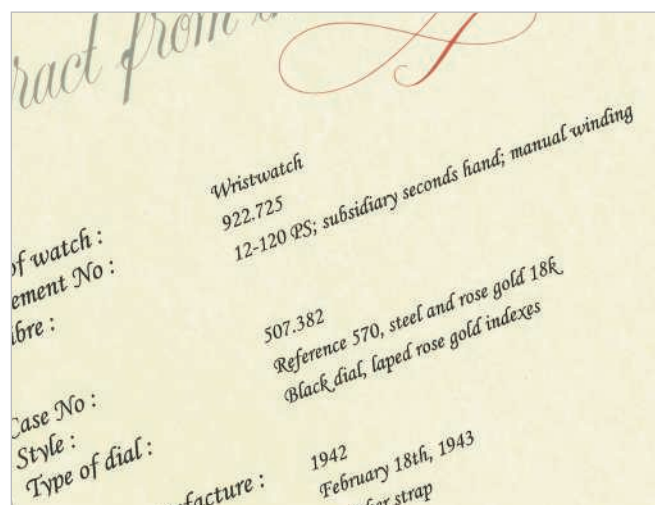 ract from
Wristwatch
of watch : 922.725
ement No : 12-120 PS; subsidiary seconds hand; manual winding
ibre :
507.382
Case No : Reference 570, steel and rose gold 18k
Style : Black dial, laped rose gold indexes
Type of dial :
1942
facture : February 18th, 1943
strap